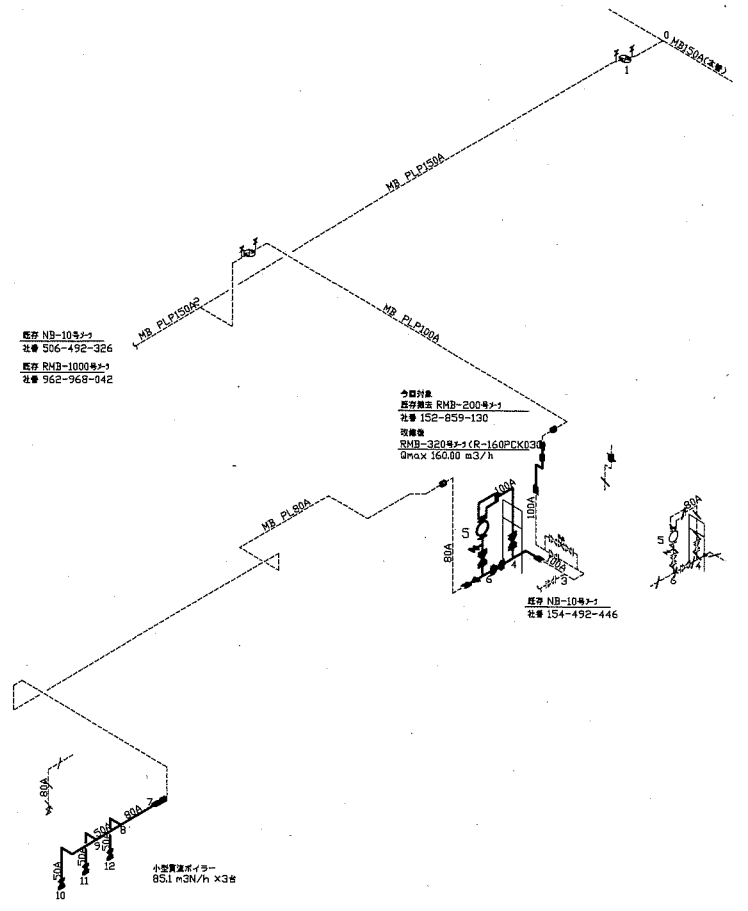 0 MB150A(本管)
1
MB PLP150A
MB PLP150A2
MB PLP100A
既存 NB-10号メータ
社番 506-492-326
既存 RMB-1000号メータ
社番 962-968-042
今回対象
既存撤去 RMB-200号メータ
社番 152-859-130
改修後
RMB-320号メータ(R-160PCK030)
Qmax 160.00 m3/h
100A
100A
MB PL80A
80A
5
6
4
100A
3
80A
5
6
4
既存 NB-10号メータ
社番 154-492-446
80A
7
80A
8
50A
9
50A
50A
50A
12
11
10
小型貫流ボイラー
85.1 m3N/h ×3台